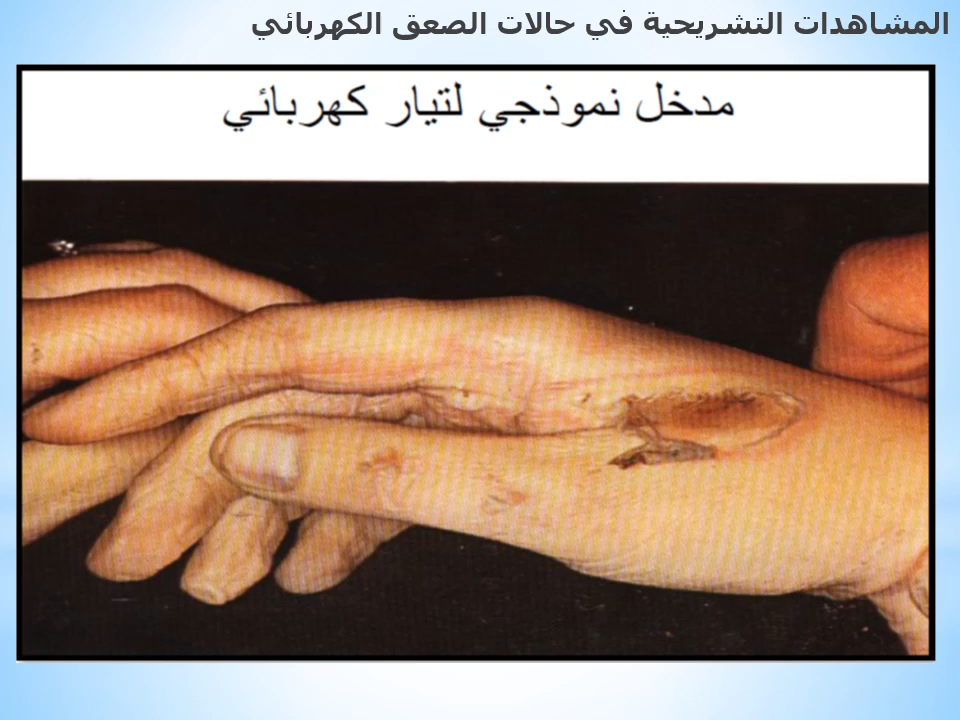 المشاهدات التشريحية في حالات الصعق الكهربائي
مدخل نموذجي لتيار كهربائي